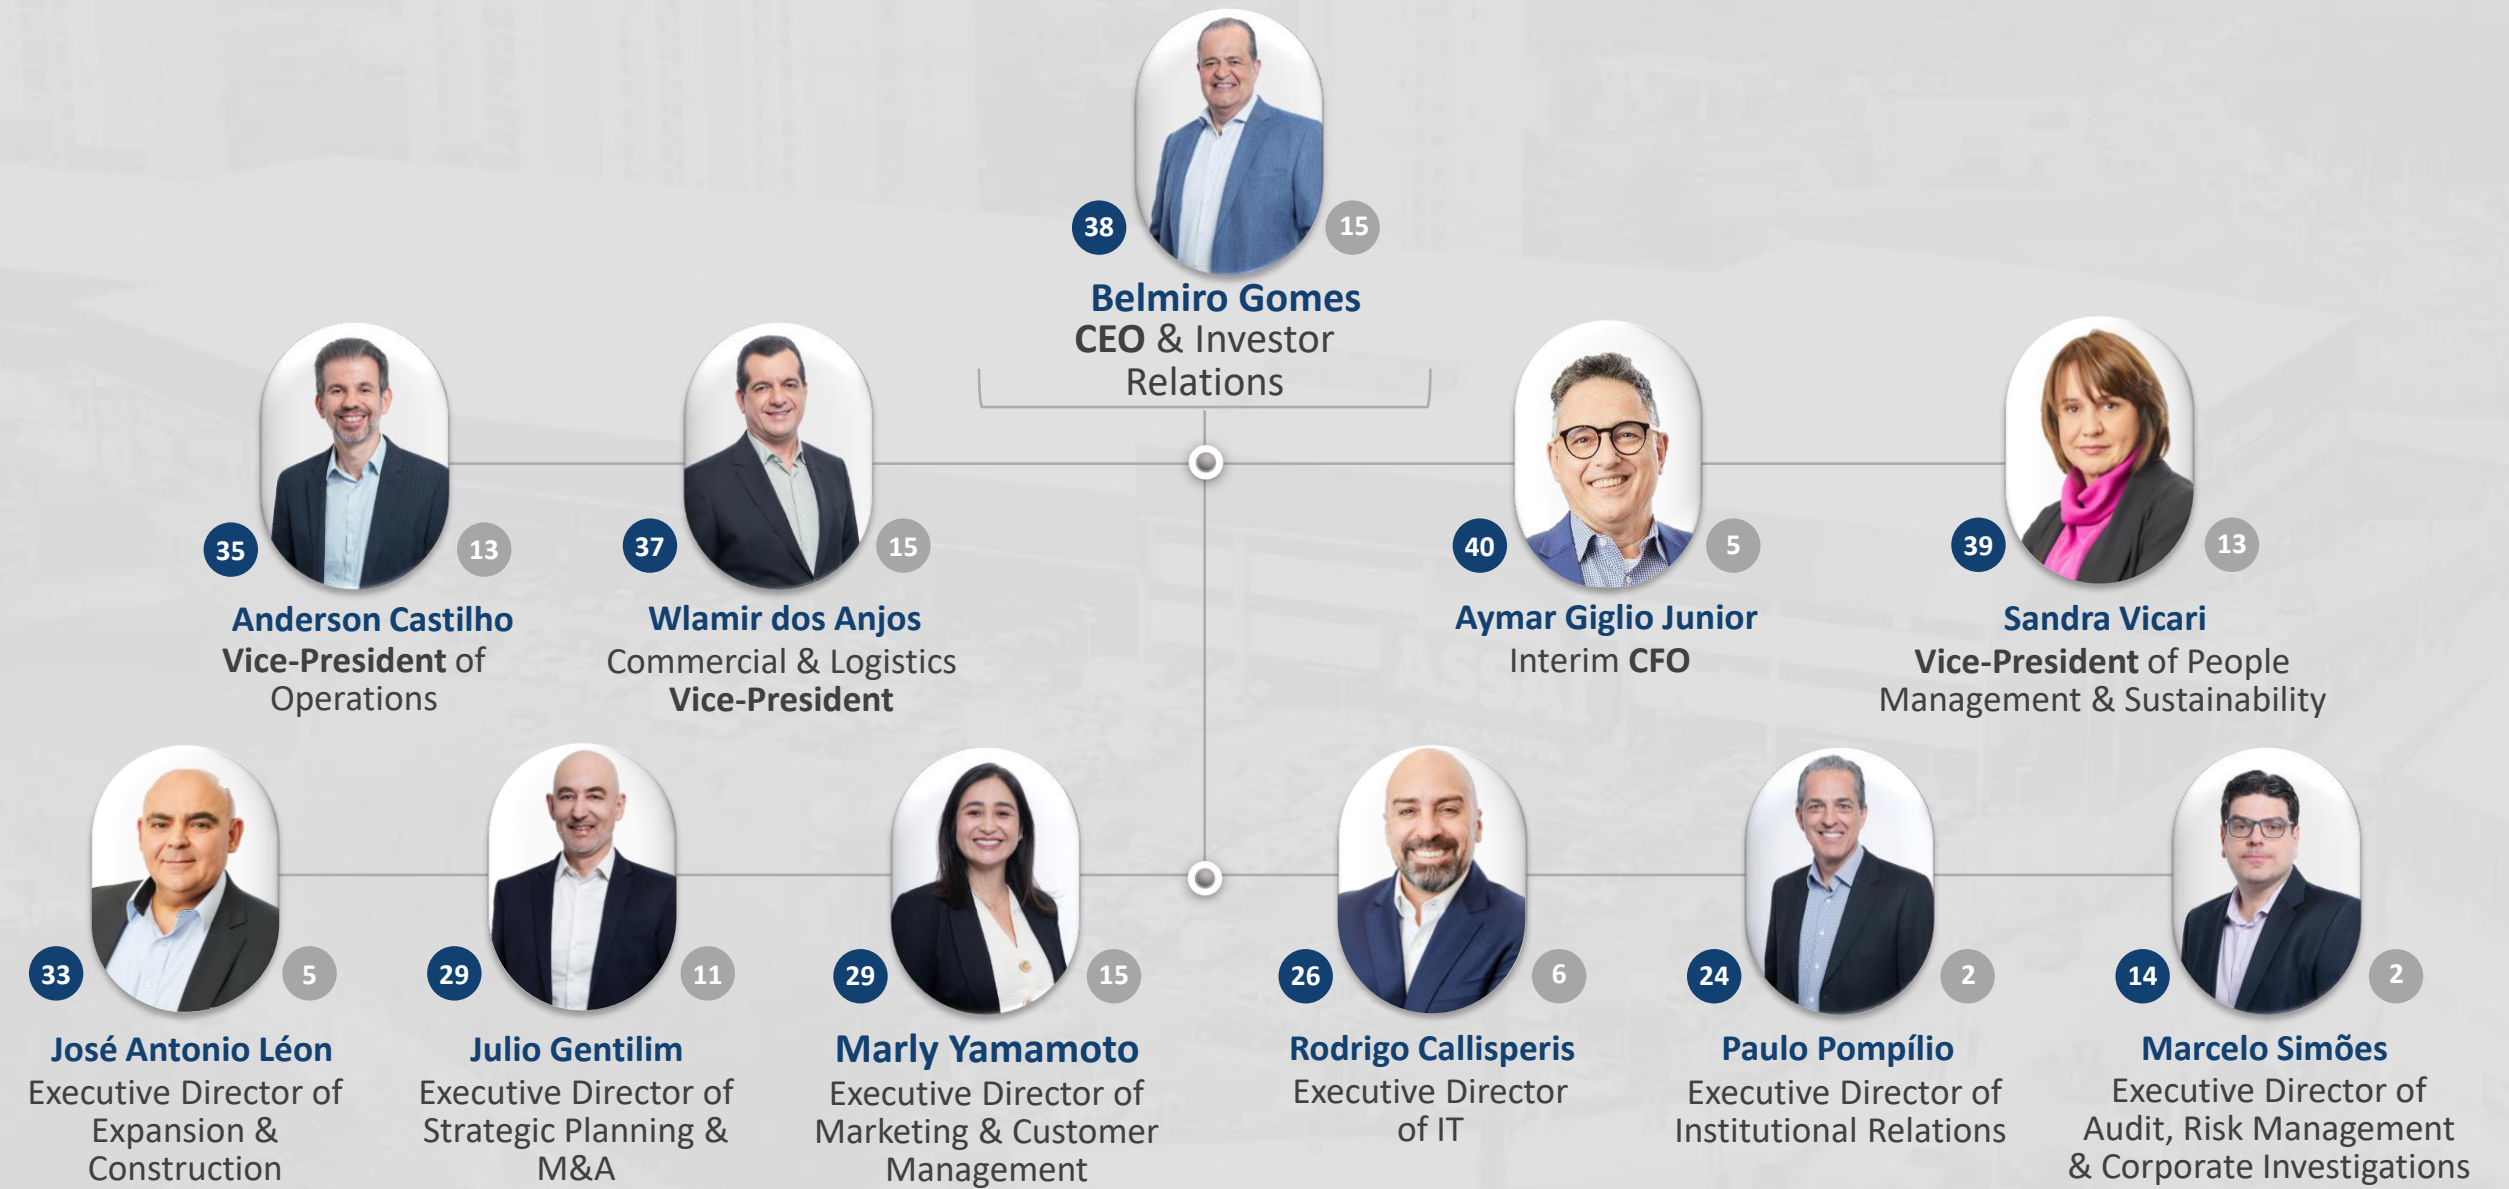 38
15
Belmiro Gomes
CEO & Investor
Relations
35
13
Anderson Castilho
Vice-President of
Operations
37
15
Wlamir dos Anjos
Commercial & Logistics
Vice-President
40
5
Aymar Giglio Junior
Interim CFO
39
13
Sandra Vicari
Vice-President of People
Management & Sustainability
33
5
José Antonio Léon
Executive Director of
Expansion &
Construction
29
11
Julio Gentilim
Executive Director of
Strategic Planning &
M&A
29
15
Marly Yamamoto
Executive Director of
Marketing & Customer
Management
26
6
Rodrigo Callisperis
Executive Director
of IT
24
2
Paulo Pompílio
Executive Director of
Institutional Relations
14
2
Marcelo Simões
Executive Director of
Audit, Risk Management
& Corporate Investigations